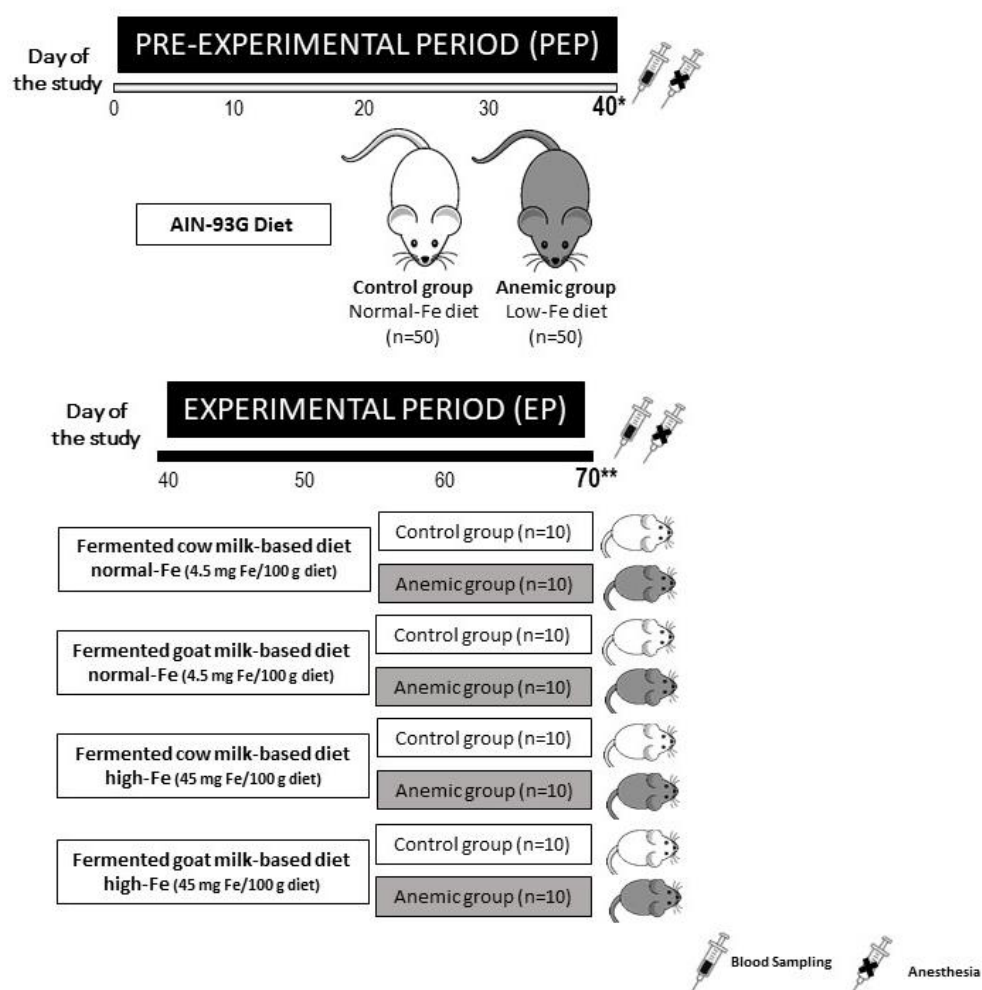 PRE-EXPERIMENTAL PERIOD (PEP)
Day of
the study
0 10 20 30 40*
AIN-93G Diet
Control group
Normal-Fe diet
(n=50)
Anemic group
Low-Fe diet
(n=50)
EXPERIMENTAL PERIOD (EP)
Day of
the study
40 50 60 70**
Fermented cow milk-based diet
normal-Fe (4.5 mg Fe/100 g diet)
Control group (n=10)
Anemic group (n=10)
Fermented goat milk-based diet
normal-Fe (4.5 mg Fe/100 g diet)
Control group (n=10)
Anemic group (n=10)
Fermented cow milk-based diet
high-Fe (45 mg Fe/100 g diet)
Control group (n=10)
Anemic group (n=10)
Fermented goat milk-based diet
high-Fe (45 mg Fe/100 g diet)
Control group (n=10)
Anemic group (n=10)
Blood Sampling
Anesthesia